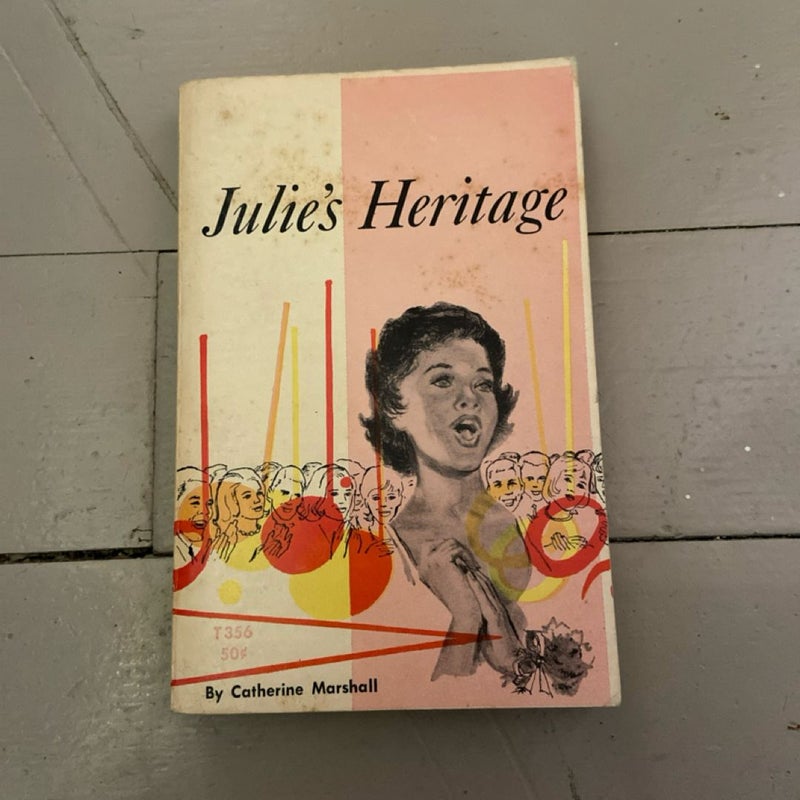 Julie's Heritage
T356
50¢
By Catherine Marshall